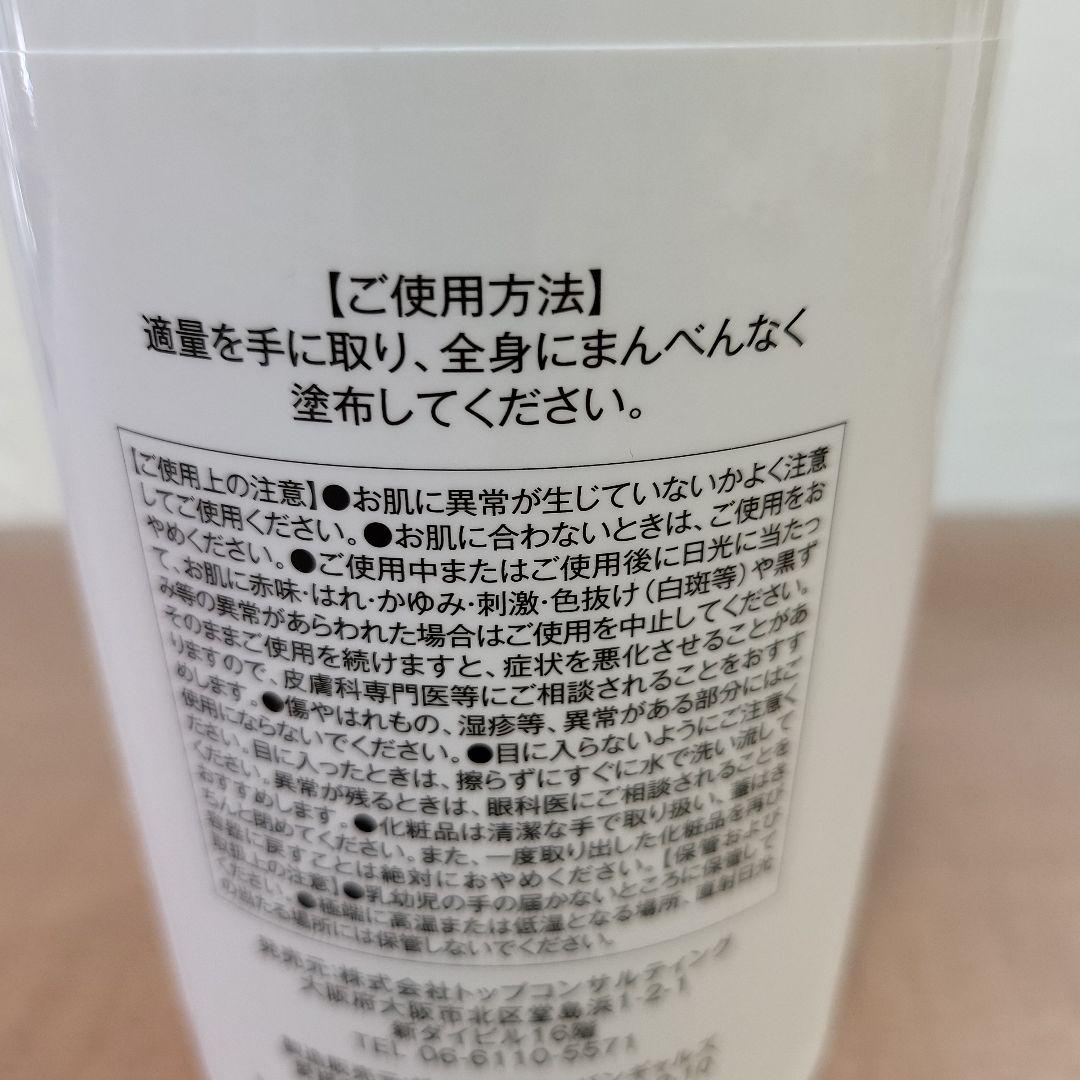 【ご使用方法】
適量を手に取り、全身にまんべんなく
塗布してください。
【ご使用上の注意】●お肌に異常が生じていないかよく注意
してご使用ください。●お肌に合わないときは、ご使用をお
やめください。●ご使用中またはご使用後に日光に当たっ
て、お肌に赤味・はれ・かゆみ・刺激・色抜け(白斑等)や黒ず
み等の異常があらわれた場合はご使用を中止してください。
そのままご使用を続けますと、症状を悪化させることがあ
りますので、皮膚科専門医等にご相談されることをおすす
めします。●傷やはれもの、湿疹等、異常がある部分にはご
使用にならないでください。●目に入らないようにご注意く
ださい。目に入ったときは、擦らずにすぐに水で洗い流して
ください。異常が残るときは、眼科医にご相談されることを
おすすめします。●化粧品は清潔な手で取り扱い、蓋はき
ちんと閉めてください。また、一度取り出した化粧品を再び
容器に戻すことは絶対におやめください。【保管および
取扱上の注意】●乳幼児の手の届かないところに保管して
ください。●極端に高温または低温となる場所、直射日光
の当たる場所には保管しないでください。
発売元:株式会社トップコンサルティング
大阪府大阪市北区堂島浜1-2-1
新ダイビル16階
TEL 06-6110-5571